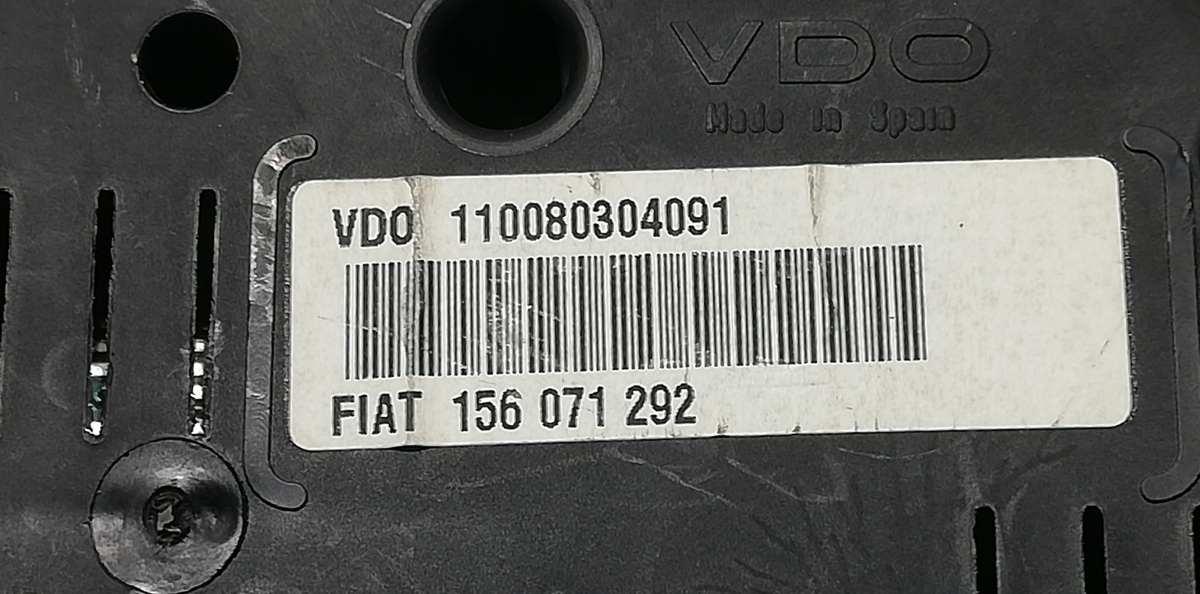 VDO
Made in Spain
VDO 110080304091
FIAT 156 071 292